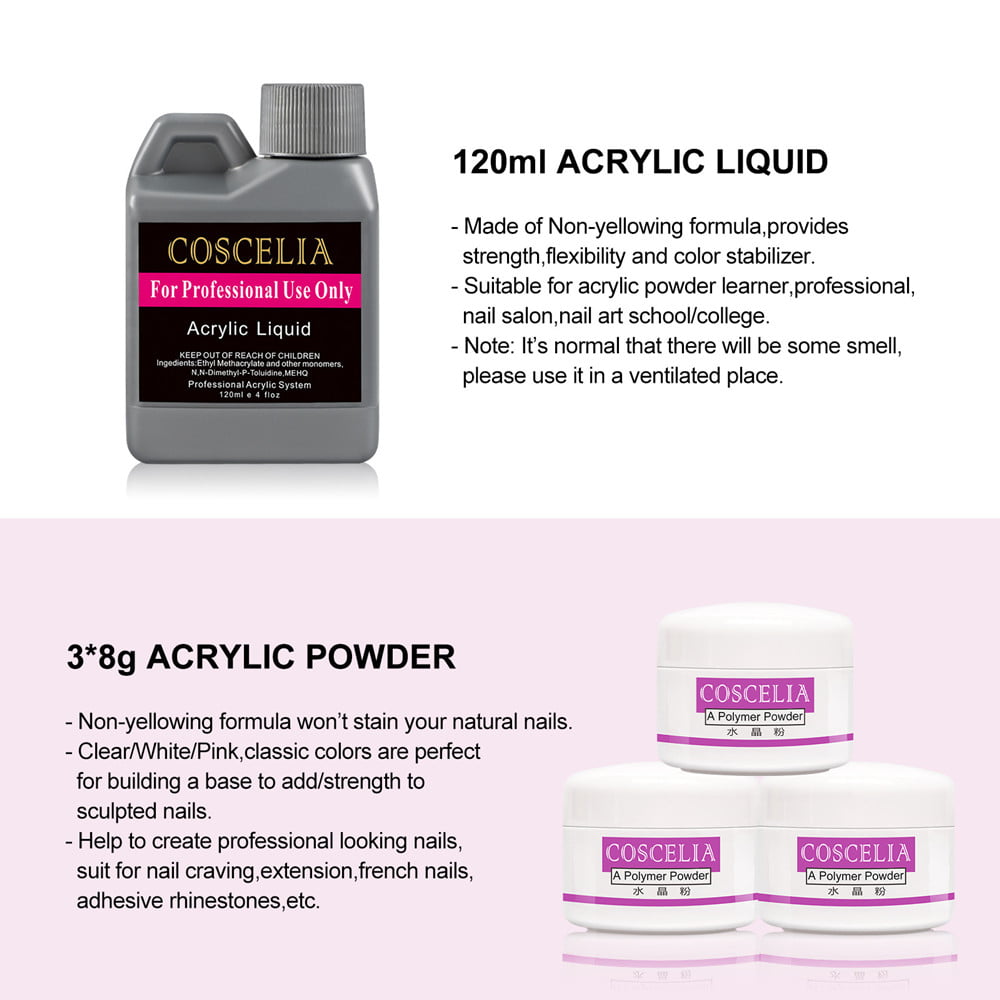 COSCELIA
For Professional Use Only
Acrylic Liquid
KEEP OUT OF REACH OF CHILDREN
Ingedients:Ethyl Methacrylate and other monomers,
N,N-Dimethyl-P-Toluidine,MEHQ
Professional Acrylic System
120ml e 4 floz
120ml ACRYLIC LIQUID
- Made of Non-yellowing formula,provides
strength,flexibility and color stabilizer.
- Suitable for acrylic powder learner,professional,
nail salon,nail art school/college.
- Note: It’s normal that there will be some smell,
please use it in a ventilated place.
3*8g ACRYLIC POWDER
- Non-yellowing formula won’t stain your natural nails.
- Clear/White/Pink,classic colors are perfect
for building a base to add/strength to
sculpted nails.
- Help to create professional looking nails,
suit for nail craving,extension,french nails,
adhesive rhinestones,etc.
COSCELIA
A Polymer Powder
水 晶 粉
COSCELIA
A Polymer Powder
水 晶 粉
COSCELIA
A Polymer Powder
水 晶 粉